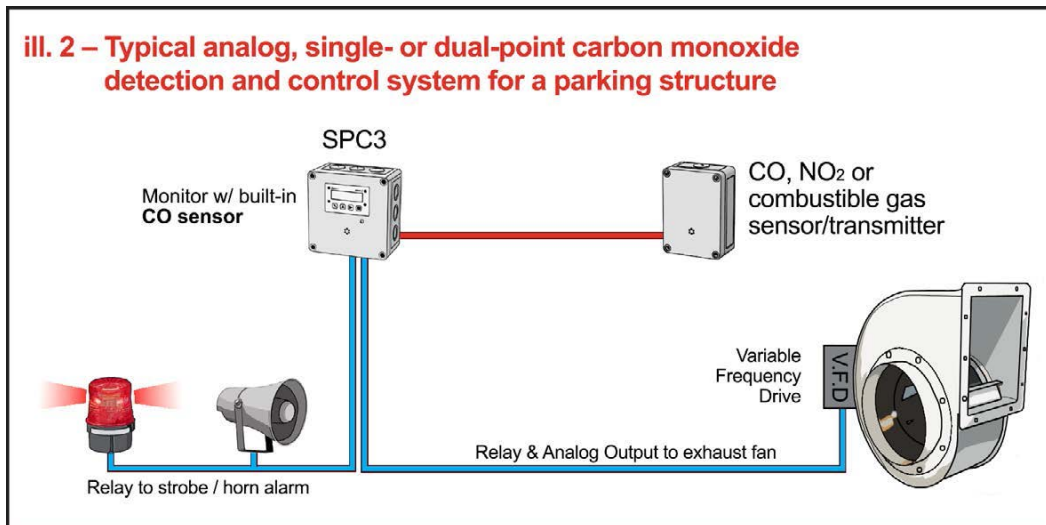 ill. 2 – Typical analog, single- or dual-point carbon monoxide
detection and control system for a parking structure
SPC3
Monitor w/ built-in
CO sensor
CO, NO2 or
combustible gas
sensor/transmitter
Variable
Frequency
Drive
V.F.D
Relay & Analog Output to exhaust fan
Relay to strobe / horn alarm